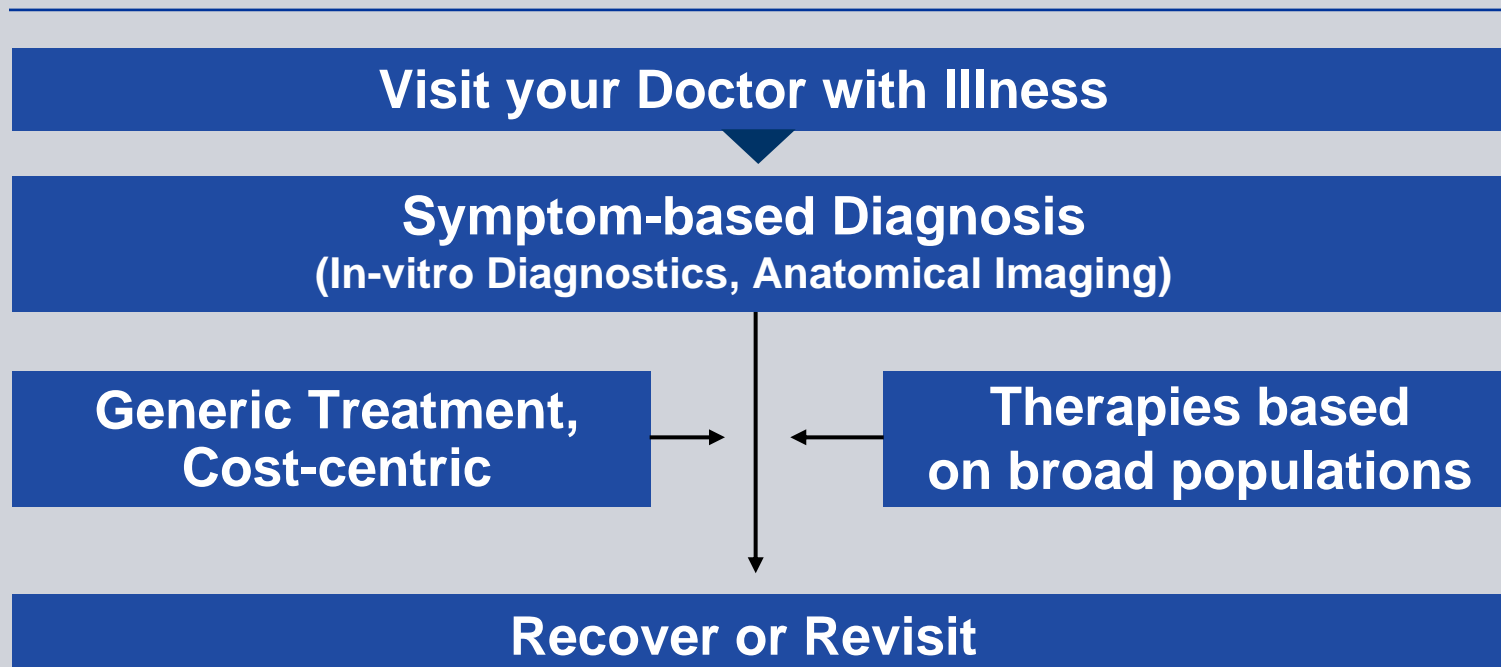 Visit your Doctor with Illness
Symptom-based Diagnosis
(In-vitro Diagnostics, Anatomical Imaging)
Generic Treatment,
Cost-centric
Therapies based
on broad populations
Recover or Revisit